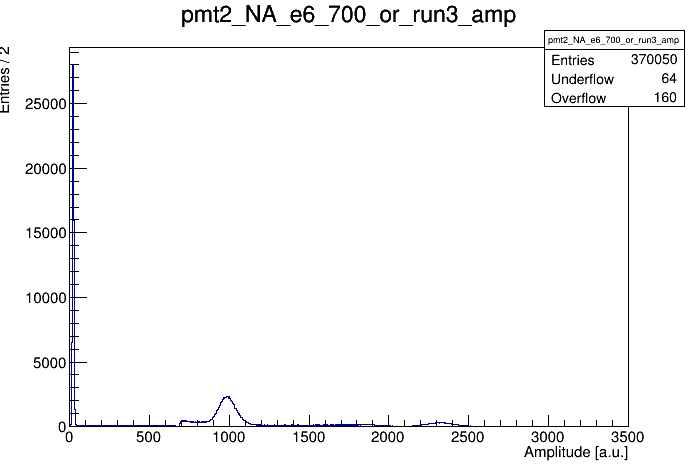 pmt2_NA_e6_700_or_run3_amp
pmt2_NA_e6_700_or_run3_amp
Entries 370050
Underflow 64
Overflow 160
Entries / 2
25000
20000
15000
10000
5000
0
0 500 1000 1500 2000 2500 3000 3500
Amplitude [a.u.]